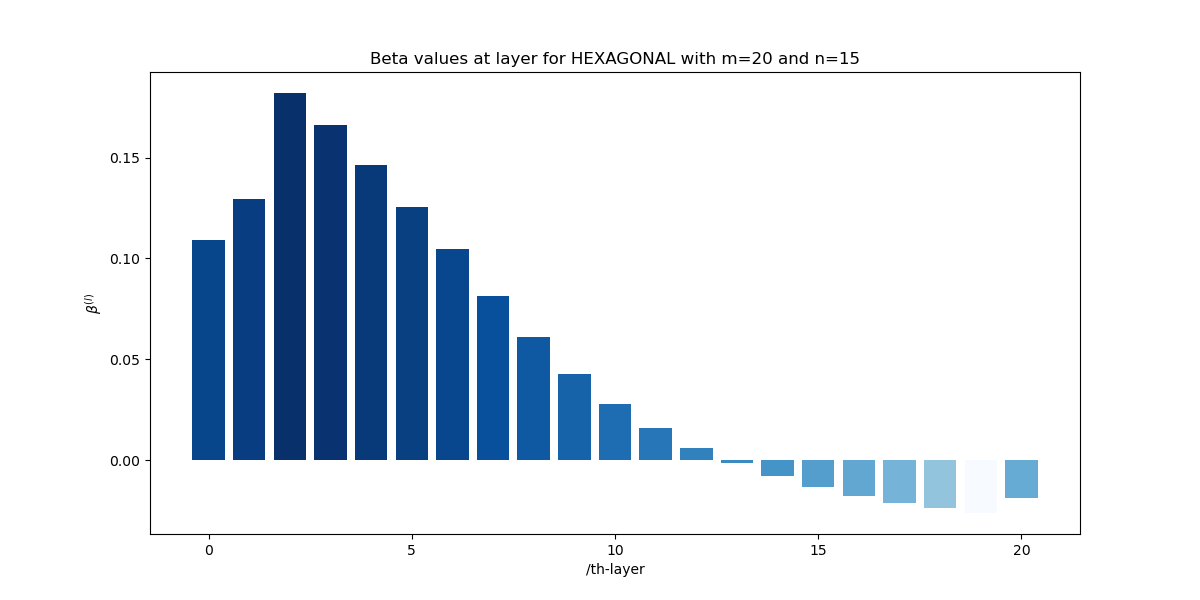 Beta values at layer for HEXAGONAL with m=20 and n=15
0.15
0.10
0.05
0.00
β⁽ˡ⁾
0 5 10 15 20
/th-layer